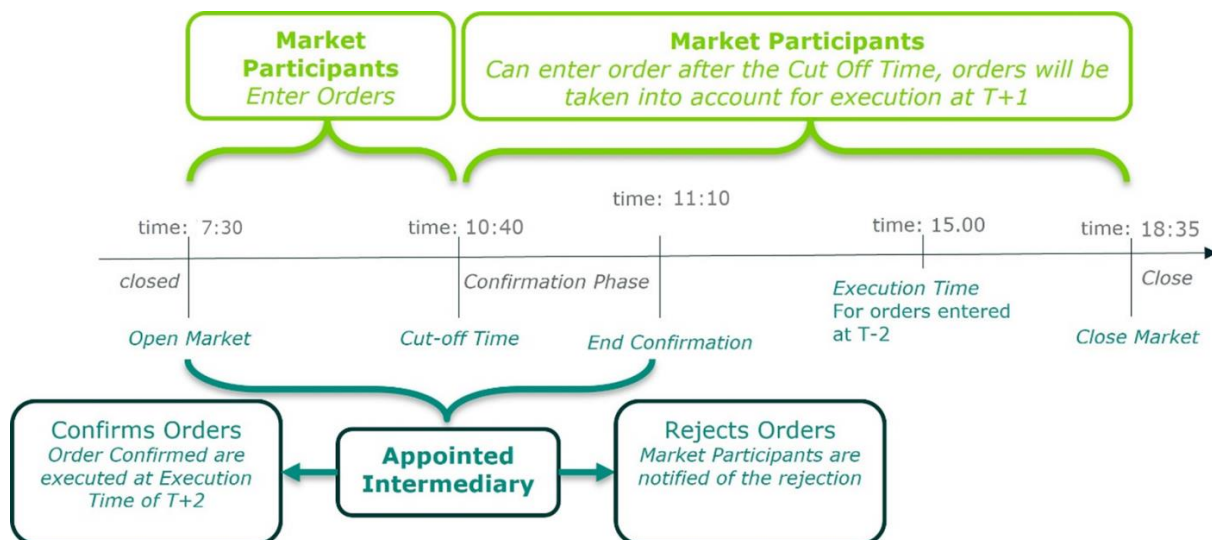 Market
Participants
Enter Orders
Market Participants
Can enter order after the Cut Off Time, orders will be
taken into account for execution at T+1
time: 7:30
time: 10:40
time: 11:10
time: 15.00
time: 18:35
closed
Confirmation Phase
Close
Open Market
Cut-off Time
End Confirmation
Execution Time
For orders entered
at T-2
Close Market
Confirms Orders
Order Confirmed are
executed at Execution
Time of T+2
Appointed
Intermediary
Rejects Orders
Market Participants are
notified of the rejection